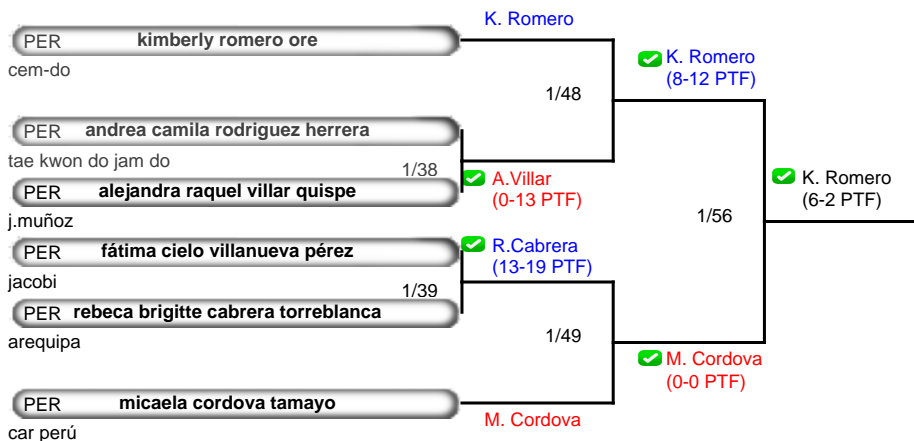 K. Romero
PER kimberly romero ore
cem-do
K. Romero
(8-12 PTF)
1/48
PER andrea camila rodriguez herrera
tae kwon do jam do
1/38
PER alejandra raquel villar quispe
j.muñoz
A.Villar
(0-13 PTF)
K. Romero
(6-2 PTF)
1/56
PER fátima cielo villanueva pérez
jacobi
R.Cabrera
(13-19 PTF)
1/39
PER rebeca brigitte cabrera torreblanca
arequipa
1/49
M. Cordova
(0-0 PTF)
PER micaela cordova tamayo
car perú
M. Cordova